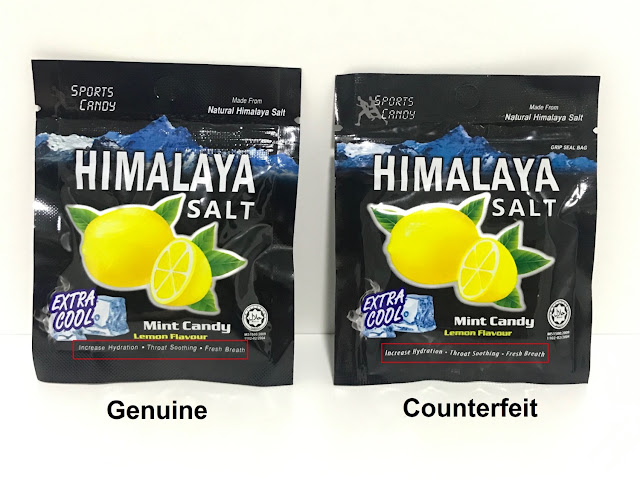 SPORTS
CANDY
Made From
Natural Himalaya Salt
HIMALAYA
SALT
EXTRA
COOL
Mint Candy
Lemon Flavour
Increase Hydration • Throat Soothing • Fresh Breath
Genuine
SPORTS
CANDY
Made From
Natural Himalaya Salt
GRIP SEAL BAG
HIMALAYA
SALT
EXTRA
COOL
Mint Candy
Lemon Flavour
Increase Hydration • Throat Soothing • Fresh Breath
Counterfeit